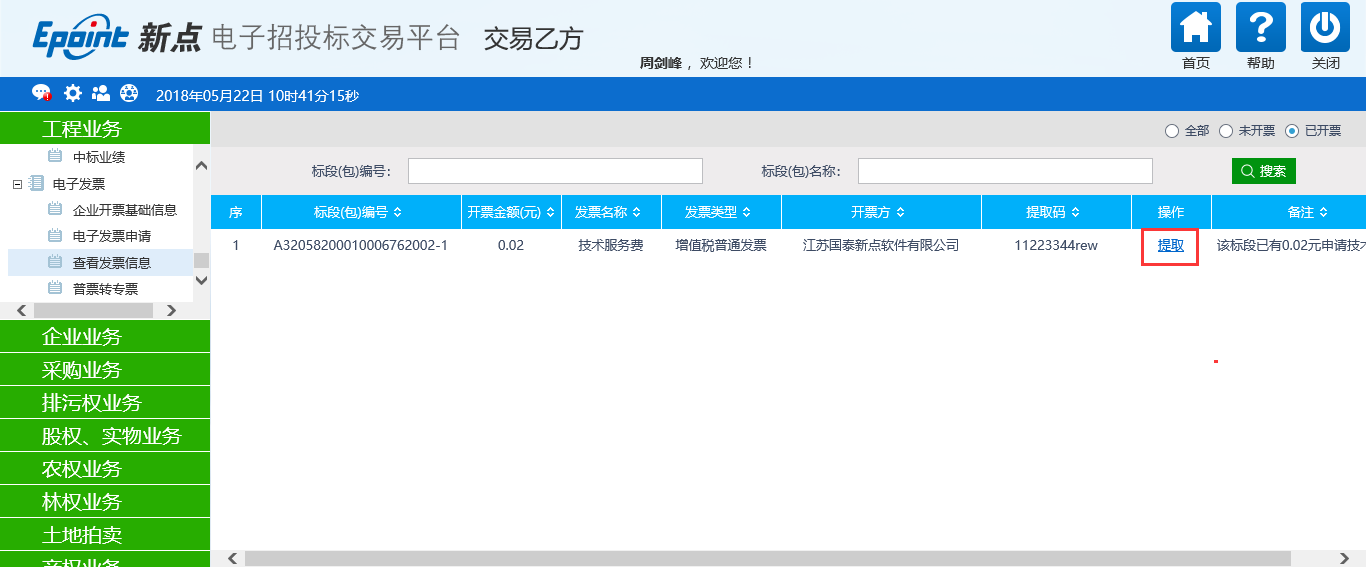 Epoint 新点 电子招投标交易平台 交易乙方
周剑峰 ， 欢迎您！
首页 帮助 关闭
2018年05月22日 10时41分15秒
工程业务
中标业绩
电子发票
企业开票基础信息
电子发票申请
查看发票信息
普票转专票
企业业务
采购业务
排污权业务
股权、实物业务
农权业务
林权业务
土地拍卖
产权业务
全部 未开票 已开票
标段(包)编号： 标段(包)名称： 搜索
序 标段(包)编号 开票金额(元) 发票名称 发票类型 开票方 提取码 操作 备注
1 A32058200010006762002-1 0.02 技术服务费 增值税普通发票 江苏国泰新点软件有限公司 11223344rew 提取 该标段已有0.02元申请技术